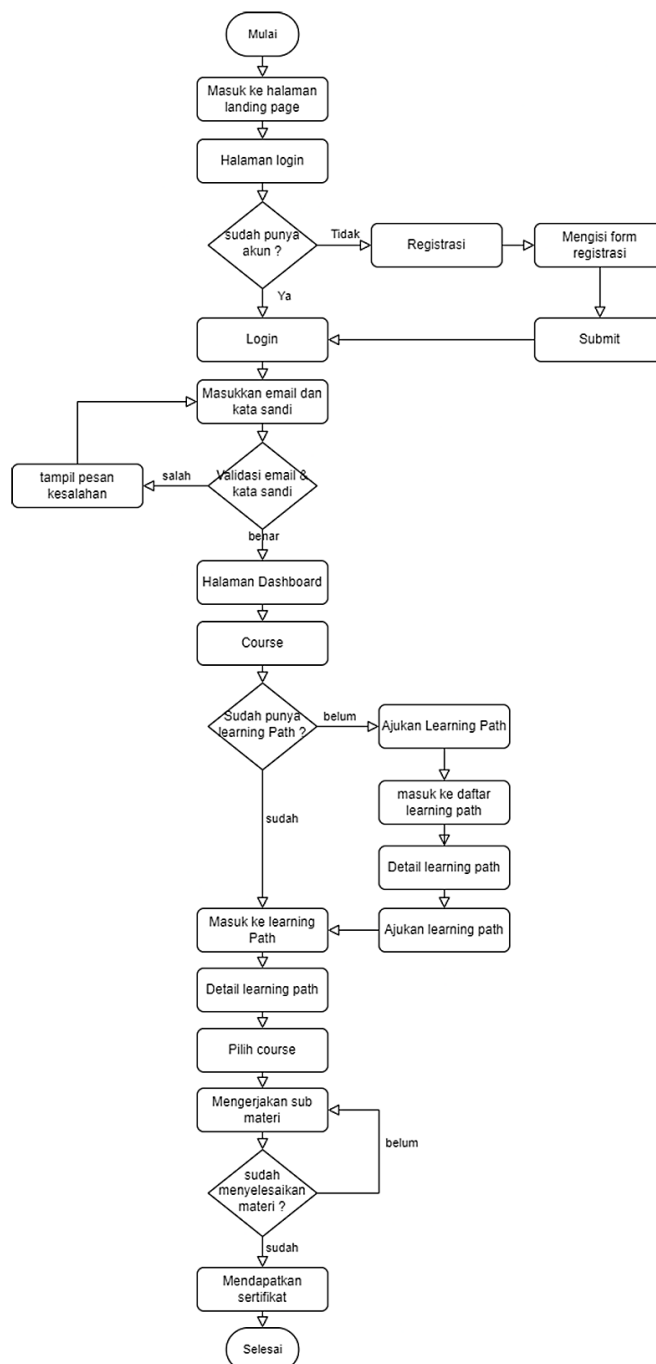 Mulai
Masuk ke halaman
landing page
Halaman login
sudah punya
akun ?
Tidak
Registrasi
Mengisi form
registrasi
Ya
Login
Submit
Masukkan email dan
kata sandi
tampil pesan
kesalahan
salah
Validasi email &
kata sandi
benar
Halaman Dashboard
Course
Sudah punya
learning Path ?
belum
Ajukan Learning Path
masuk ke daftar
learning path
sudah
Detail learning path
Masuk ke learning
Path
Ajukan learning path
Detail learning path
Pilih course
Mengerjakan sub
materi
belum
sudah
menyelesaikan
materi ?
sudah
Mendapatkan
sertifikat
Selesai